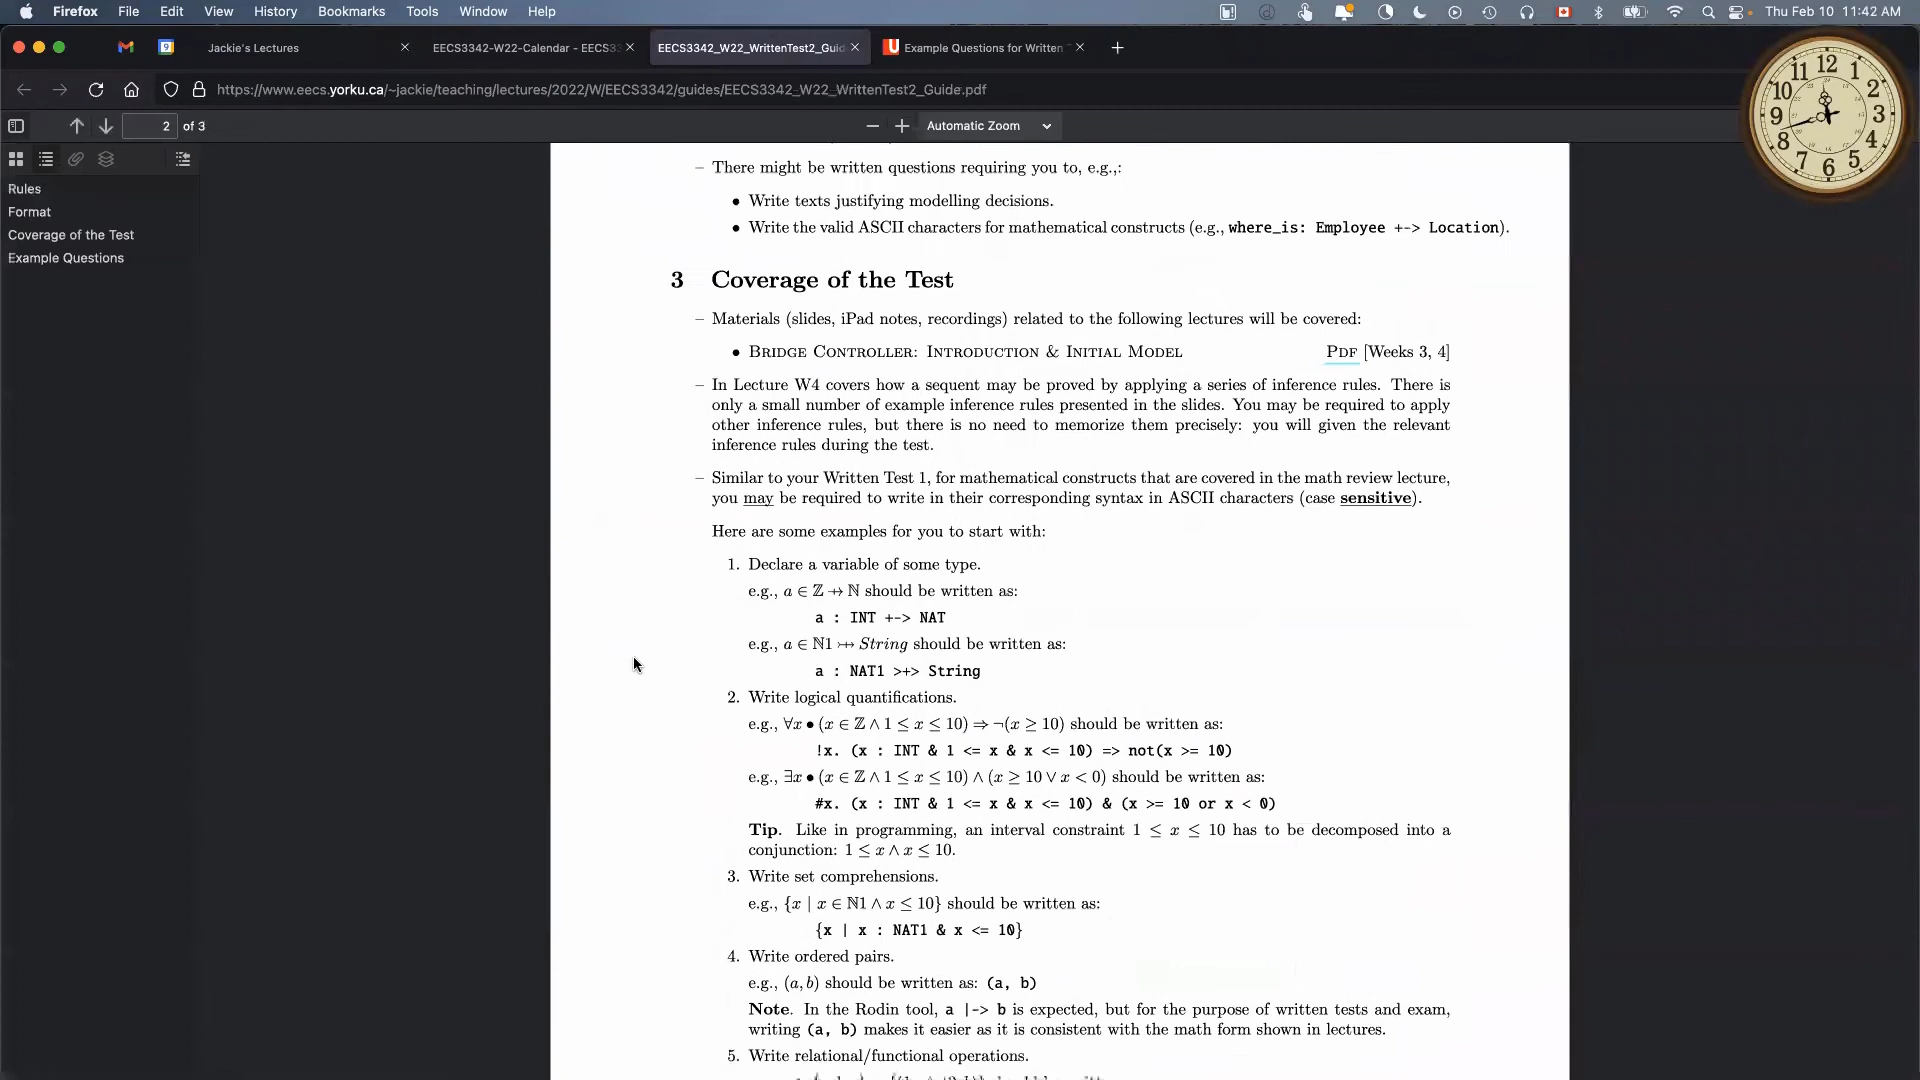 Firefox File Edit View History Bookmarks Tools Window Help Thu Feb 10 11:42 AM
Jackie's Lectures EECS3342-W22-Calendar - EECS3 EECS3342_W22_WrittenTest2_Guid Example Questions for Written
https://www.eecs.yorku.ca/~jackie/teaching/lectures/2022/W/EECS3342/guides/EECS3342_W22_WrittenTest2_Guide.pdf
2 of 3 Automatic Zoom
Rules
Format
Coverage of the Test
Example Questions
– There might be written questions requiring you to, e.g.,:
• Write texts justifying modelling decisions.
• Write the valid ASCII characters for mathematical constructs (e.g., where_is: Employee +-> Location).
3 Coverage of the Test
– Materials (slides, iPad notes, recordings) related to the following lectures will be covered:
• Bridge Controller: Introduction & Initial Model Pdf [Weeks 3, 4]
– In Lecture W4 covers how a sequent may be proved by applying a series of inference rules. There is
only a small number of example inference rules presented in the slides. You may be required to apply
other inference rules, but there is no need to memorize them precisely: you will given the relevant
inference rules during the test.
– Similar to your Written Test 1, for mathematical constructs that are covered in the math review lecture,
you may be required to write in their corresponding syntax in ASCII characters (case sensitive).
Here are some examples for you to start with:
1. Declare a variable of some type.
e.g., a ∈ ℤ ⇸ ℕ should be written as:
a : INT +-> NAT
e.g., a ∈ ℕ1 ⤔ String should be written as:
a : NAT1 >+> String
2. Write logical quantifications.
e.g., ∀x • (x ∈ ℤ ∧ 1 ≤ x ≤ 10) ⇒ ¬(x ≥ 10) should be written as:
!x. (x : INT & 1 <= x & x <= 10) => not(x >= 10)
e.g., ∃x • (x ∈ ℤ ∧ 1 ≤ x ≤ 10) ∧ (x ≥ 10 ∨ x < 0) should be written as:
#x. (x : INT & 1 <= x & x <= 10) & (x >= 10 or x < 0)
Tip. Like in programming, an interval constraint 1 ≤ x ≤ 10 has to be decomposed into a
conjunction: 1 ≤ x ∧ x ≤ 10.
3. Write set comprehensions.
e.g., {x | x ∈ ℕ1 ∧ x ≤ 10} should be written as:
{x | x : NAT1 & x <= 10}
4. Write ordered pairs.
e.g., (a, b) should be written as: (a, b)
Note. In the Rodin tool, a |-> b is expected, but for the purpose of written tests and exam,
writing (a, b) makes it easier as it is consistent with the math form shown in lectures.
5. Write relational/functional operations.